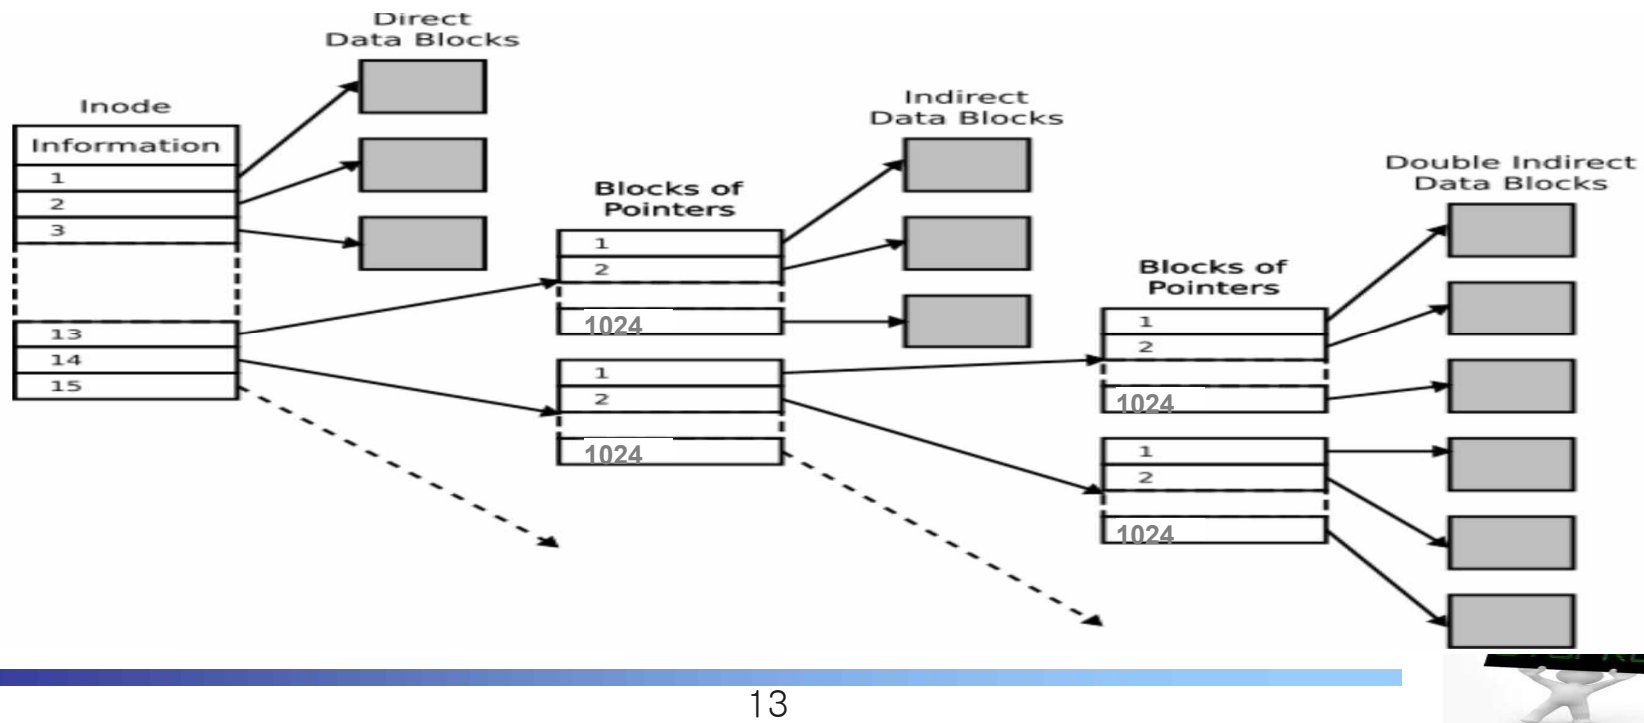 Direct
Data Blocks
Inode
Information
1
2
3
13
14
15
Blocks of
Pointers
1
2
1024
1
2
1024
Indirect
Data Blocks
Blocks of
Pointers
1
2
1024
1
2
1024
Double Indirect
Data Blocks
13